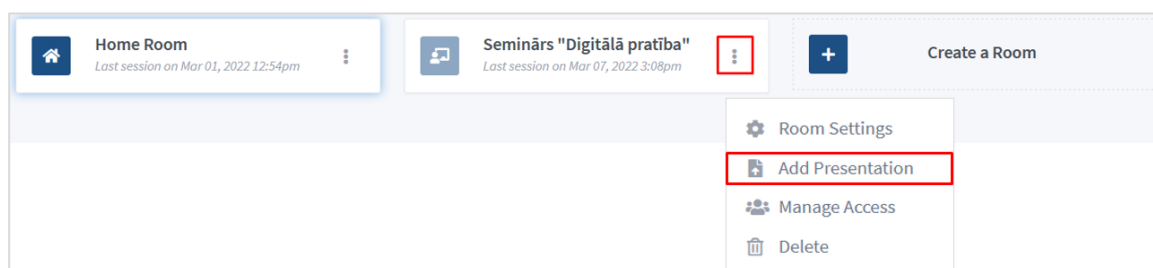 Home Room
Last session on Mar 01, 2022 12:54pm
Seminārs "Digitālā pratība"
Last session on Mar 07, 2022 3:08pm
Create a Room
Room Settings
Add Presentation
Manage Access
Delete